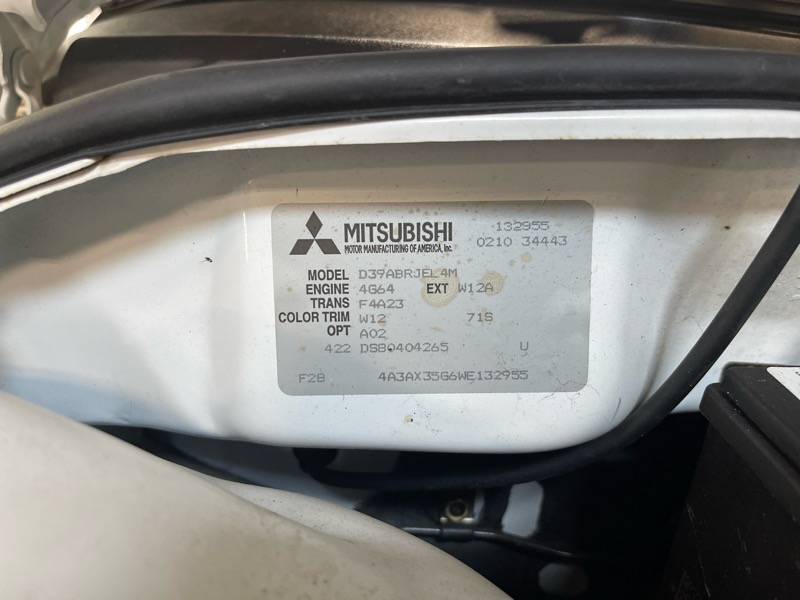 MITSUBISHI 132955
MOTOR MANUFACTURING OF AMERICA, Inc. 0210 34443
MODEL D39ABRJEL4M
ENGINE 4G64 EXT W12A
TRANS F4A23
COLOR TRIM W12 71S
OPT A02
422 DS80404265 U
F28 4A3AX35G6WE132955